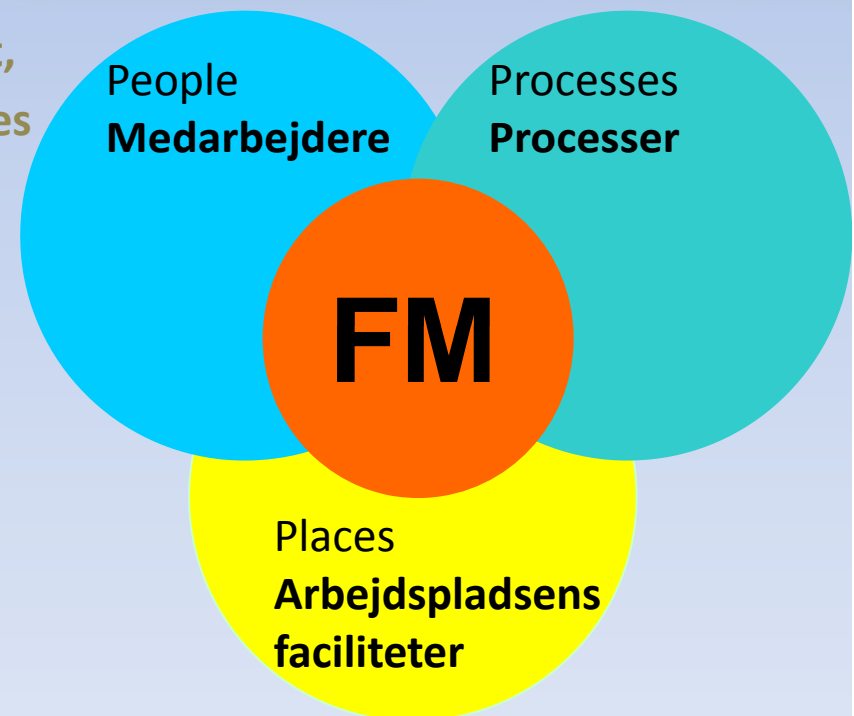 People
Medarbejdere
Processes
Processer
FM
Places
Arbejdspladsens
faciliteter